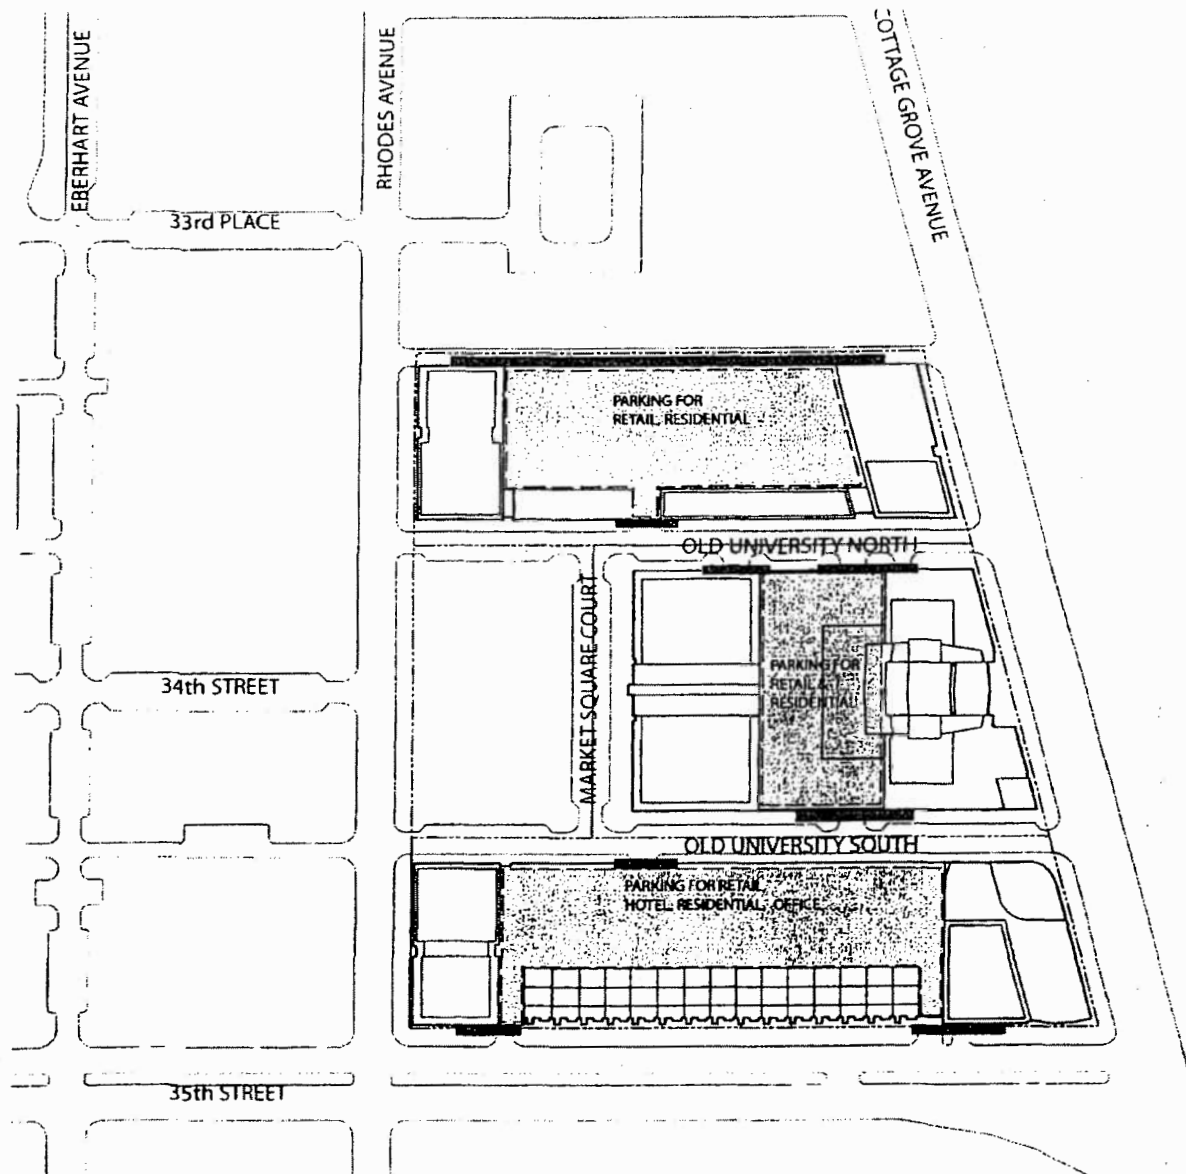 EBERHART AVENUE
RHODES AVENUE
COTTAGE GROVE AVENUE
33rd PLACE
PARKING FOR
RETAIL, RESIDENTIAL
OLD UNIVERSITY NORTH
MARKET SQUARE COURT
PARKING FOR
RETAIL &
RESIDENTIAL
34th STREET
OLD UNIVERSITY SOUTH
PARKING FOR RETAIL,
HOTEL, RESIDENTIAL, OFFICE
35th STREET